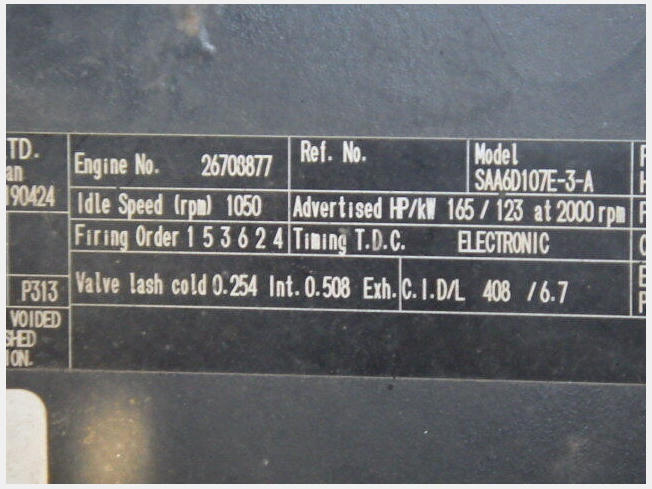 TD.
an
190424
P313
VOIDED
SHED
ION.
Engine No. 26708877
Ref. No.
Model
SAA6D107E-3-A
Idle Speed (rpm) 1050
Advertised HP/kW 165 / 123 at 2000 rpm
Firing Order 1 5 3 6 2 4
Timing T.D.C. ELECTRONIC
Valve lash cold 0.254 Int. 0.508 Exh.
C.I.D/L 408 / 6.7
F
H
F
E
P